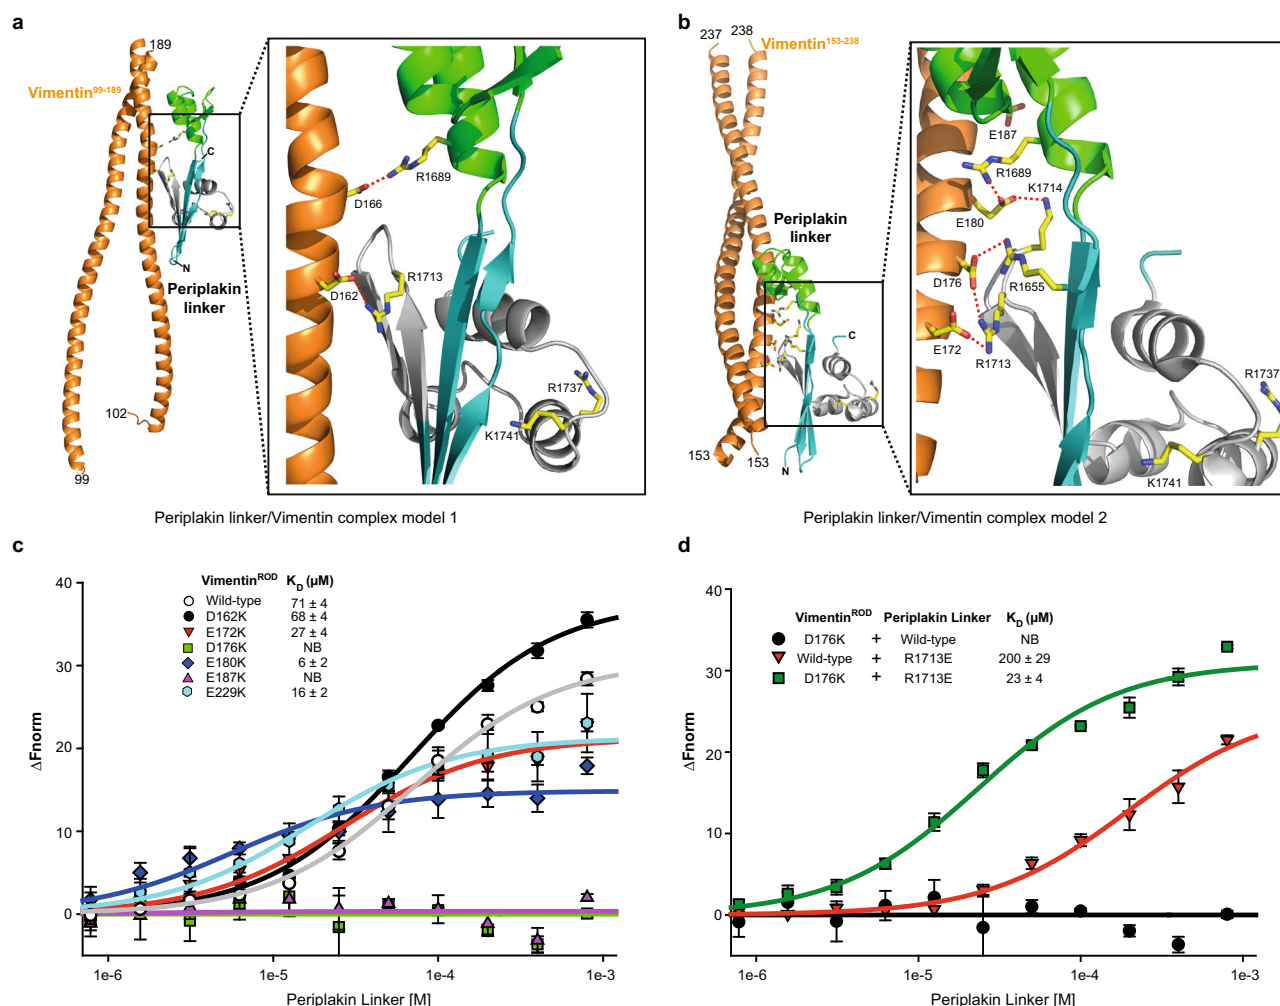 a
189
Vimentin99-189
C
N
Periplakin
linker
102
99
R1689
D166
R1713
D162
R1737
K1741
Periplakin linker/Vimentin complex model 1
b
237 238
Vimentin153-238
Periplakin
linker
C
N
153
153
E187
R1689
K1714
E180
D176
R1655
E172
R1713
R1737
K1741
Periplakin linker/Vimentin complex model 2
c
VimentinROD KD (µM)
Wild-type 71 ± 4
D162K 68 ± 4
E172K 27 ± 4
D176K NB
E180K 6 ± 2
E187K NB
E229K 16 ± 2
40
30
20
10
0
ΔFnorm
1e-6 1e-5 1e-4 1e-3
Periplakin Linker [M]
d
VimentinROD Periplakin Linker KD (µM)
D176K + Wild-type NB
Wild-type + R1713E 200 ± 29
D176K + R1713E 23 ± 4
40
30
20
10
0
ΔFnorm
1e-6 1e-5 1e-4 1e-3
Periplakin Linker [M]